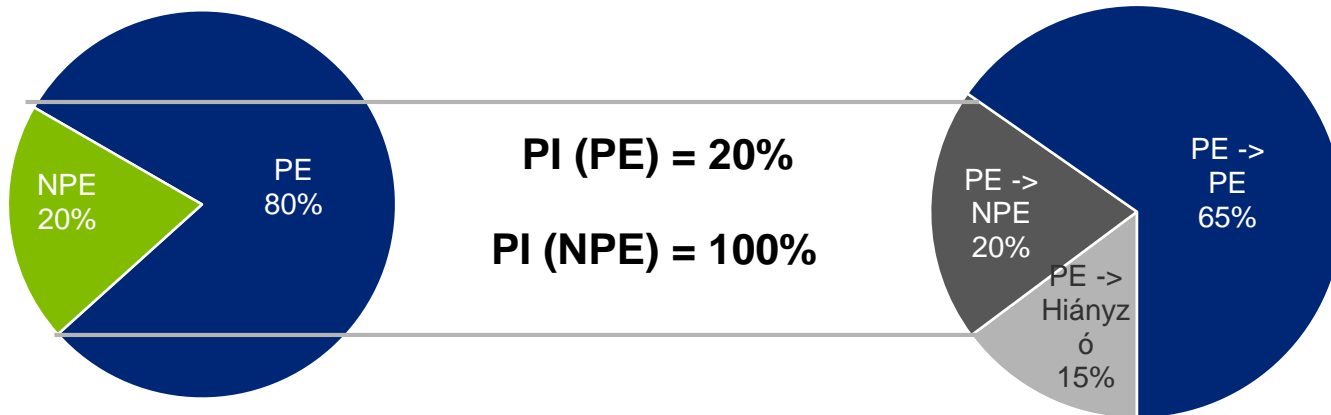 NPE
20%
PE
80%
PI (PE) = 20%
PI (NPE) = 100%
PE ->
NPE
20%
PE ->
Hiányz
ó
15%
PE ->
PE
65%